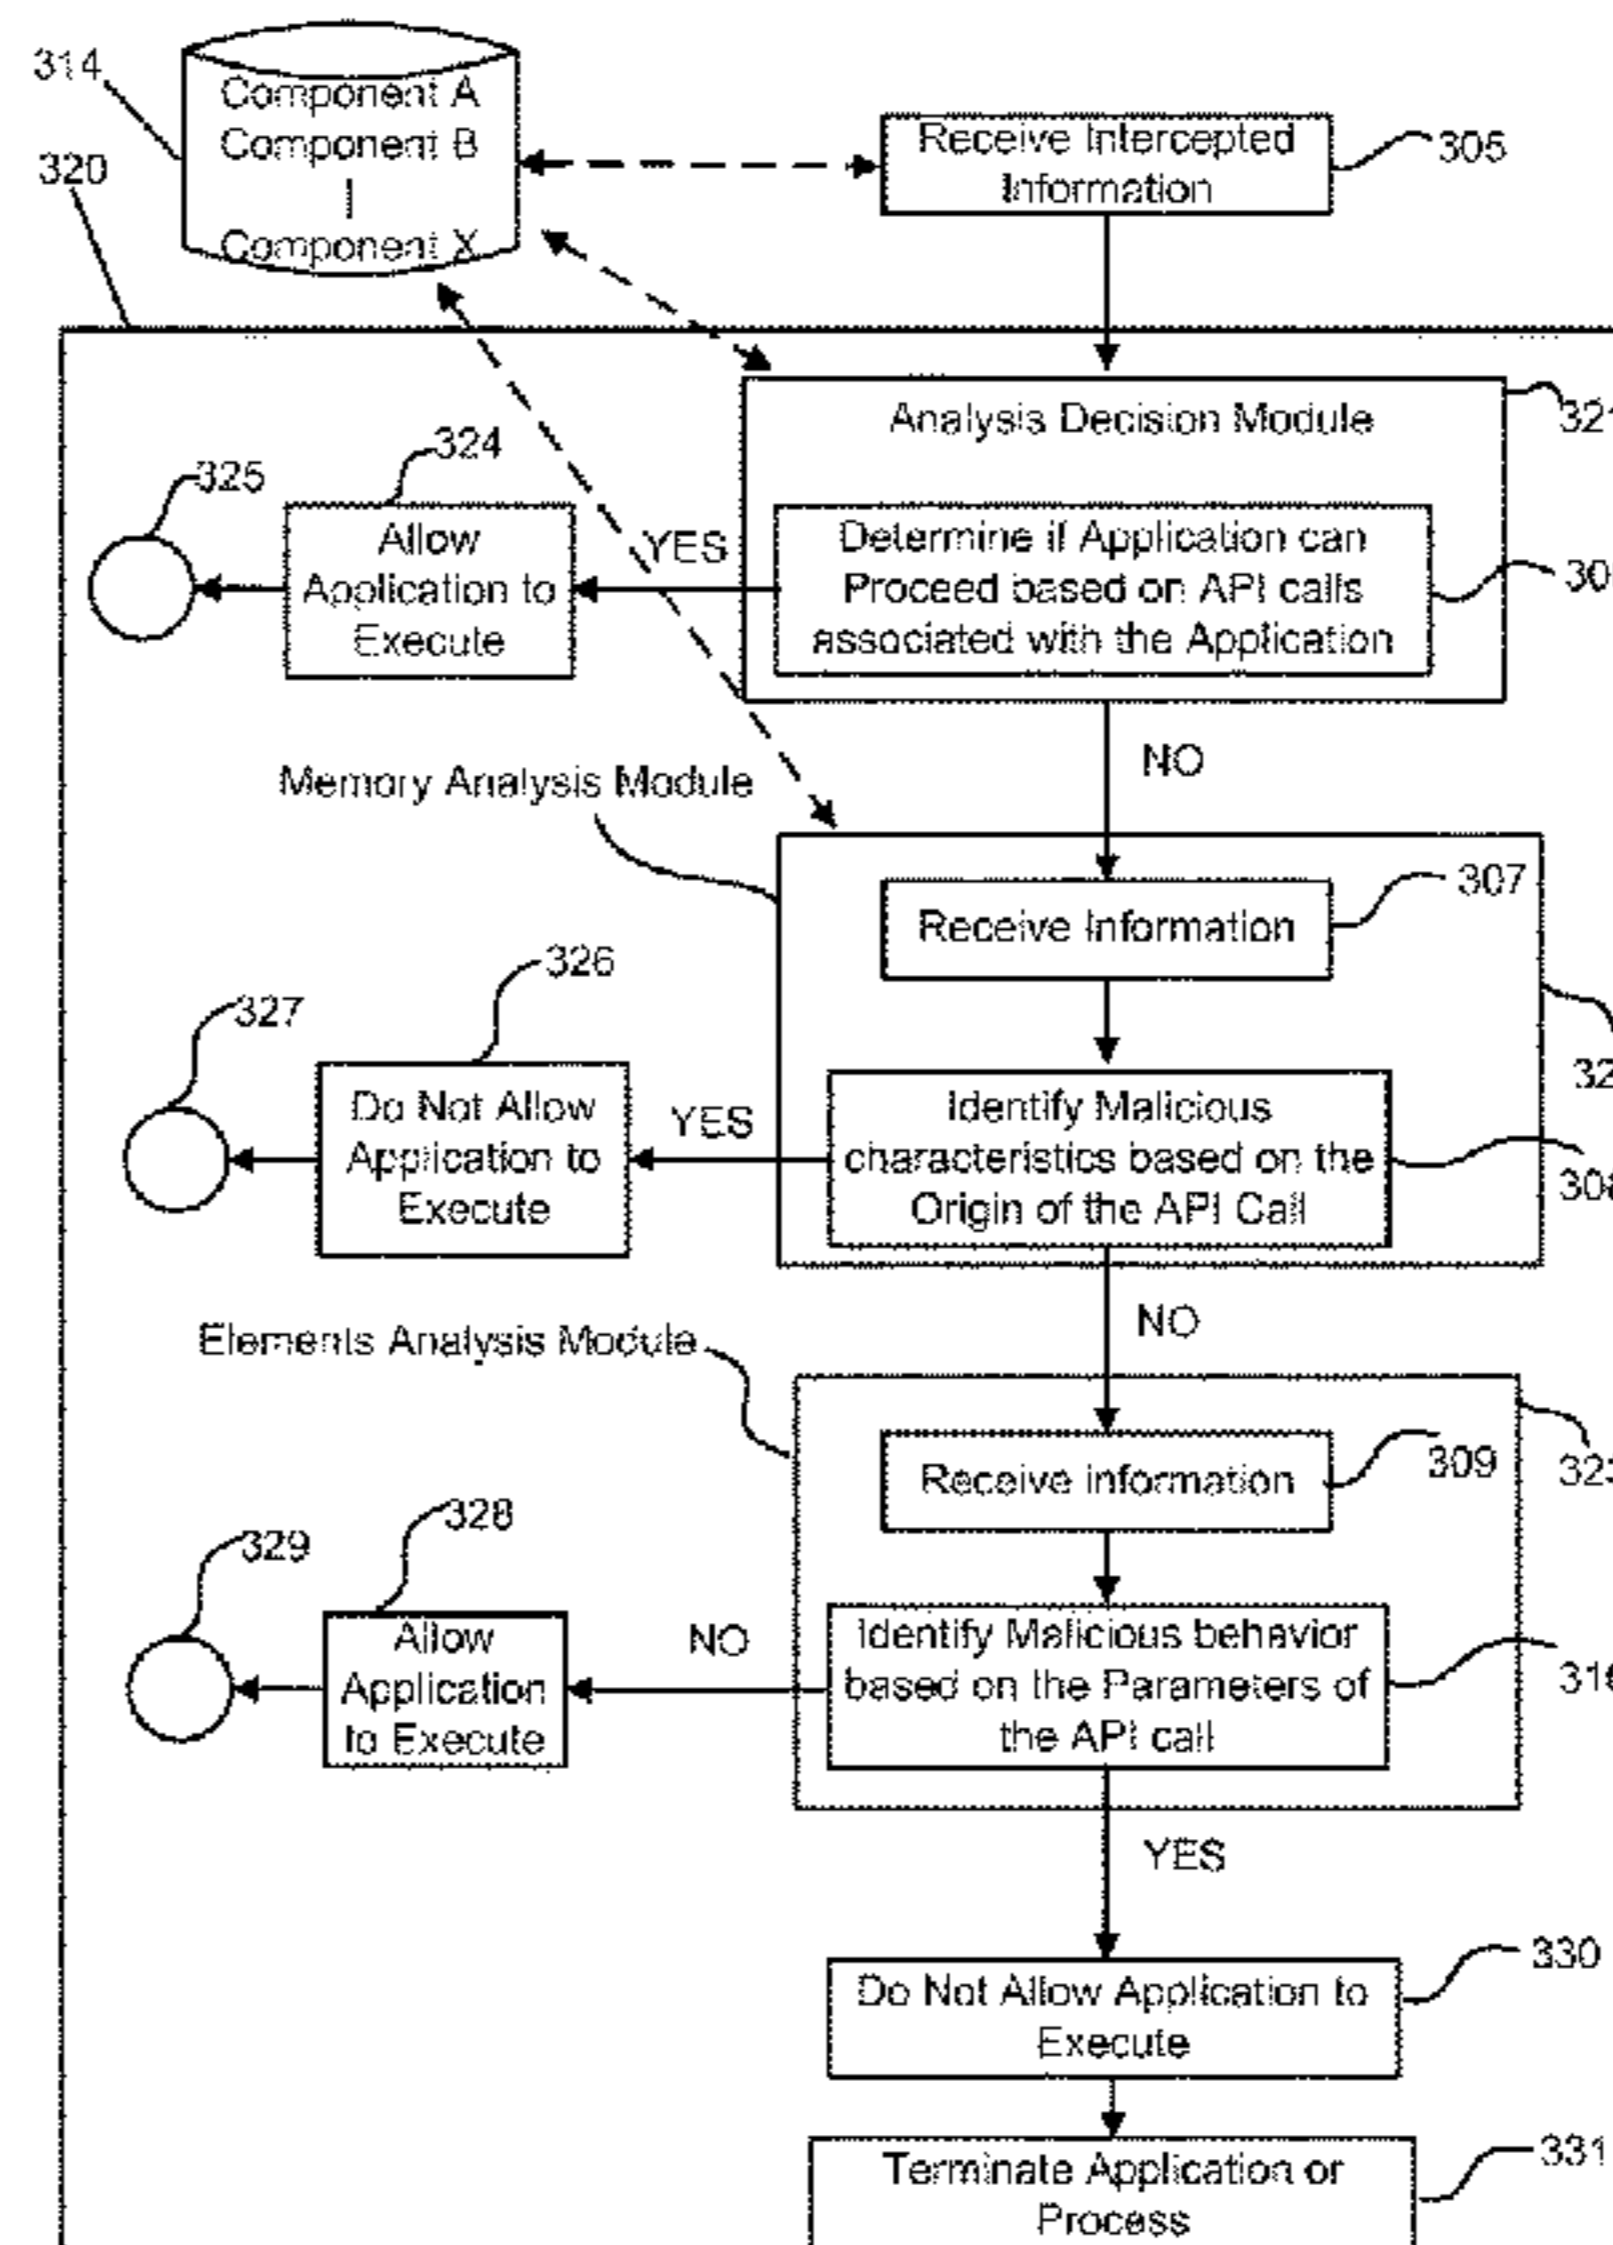 314
Component A
Component B
Component X
320
Receive Intercepted
Information
305
Analysis Decision Module
Determine if Application can
Proceed based on API calls
associated with the Application
YES
324
Allow
Application to
Execute
325
NO
Memory Analysis Module
Receive Information
307
Identify Malicious
characteristics based on the
Origin of the API Call
YES
326
Do Not Allow
Application to
Execute
327
NO
Elements Analysis Module
Receive information
309
Identify Malicious behavior
based on the Parameters of
the API call
NO
328
Allow
Application
to Execute
329
YES
Do Not Allow Application to
Execute
330
Terminate Application or
Process
331